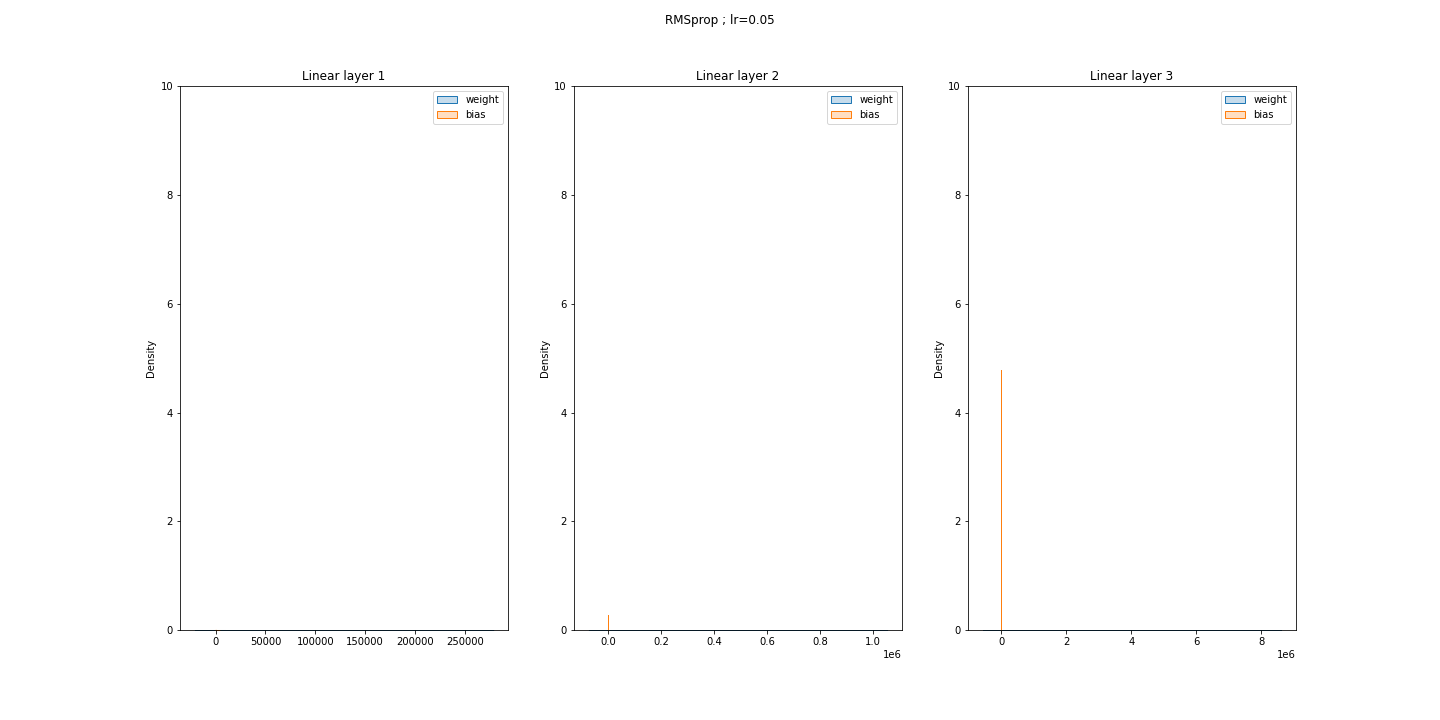 RMSprop ; lr=0.05
Linear layer 1
weight
bias
Density
10
8
6
4
2
0
0 50000 100000 150000 200000 250000
Linear layer 2
weight
bias
Density
10
8
6
4
2
0
0.0 0.2 0.4 0.6 0.8 1.0
1e6
Linear layer 3
weight
bias
Density
10
8
6
4
2
0
0 2 4 6 8
1e6